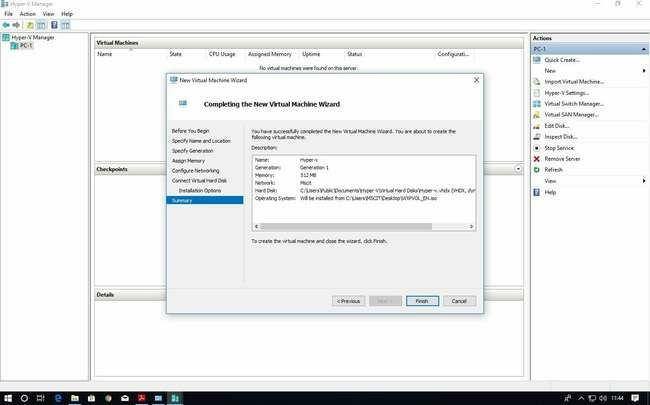 Hyper-V Manager
File Action View Help
Hyper-V Manager
PC-1
Virtual Machines
Name State CPU Usage Assigned Memory Uptime Status Configurati...
No virtual machines were found on this server.
Checkpoints
Details
New Virtual Machine Wizard
Completing the New Virtual Machine Wizard
Before You Begin
Specify Name and Location
Specify Generation
Assign Memory
Configure Networking
Connect Virtual Hard Disk
Installation Options
Summary
You have successfully completed the New Virtual Machine Wizard. You are about to create the
following virtual machine.
Description:
Name: Hyper-v
Generation: Generation 1
Memory: 512 MB
Network: Mscit
Hard Disk: C:\Users\Public\Documents\Hyper-V\Virtual Hard Disks\Hyper-v.vhdx (VHDX, dyn
Operating System: Will be installed from C:\Users\MSCIT\Desktop\
To create the virtual machine and close the wizard, click Finish.
< Previous Next > Finish Cancel
Actions
PC-1
Quick Create...
New
Import Virtual Machine...
Hyper-V Settings...
Virtual Switch Manager...
Virtual SAN Manager...
Edit Disk...
Inspect Disk...
Stop Service
Remove Server
Refresh
View
Help
11:44